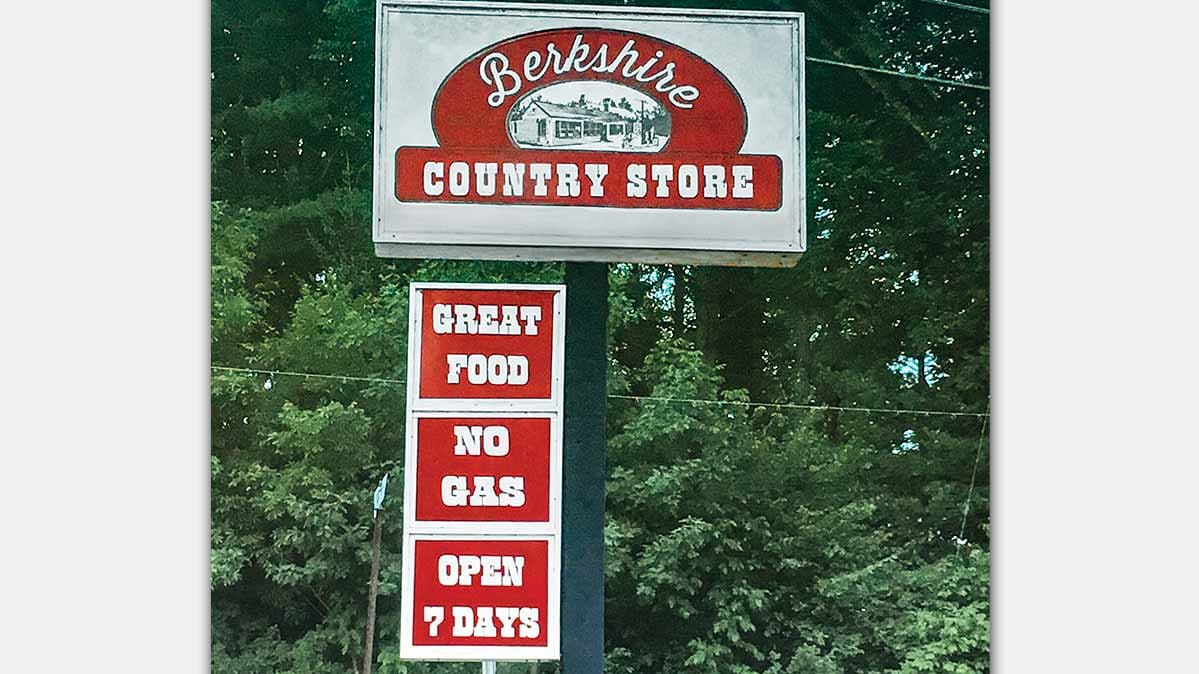 Berkshire
COUNTRY STORE
GREAT
FOOD
NO
GAS
OPEN
7 DAYS